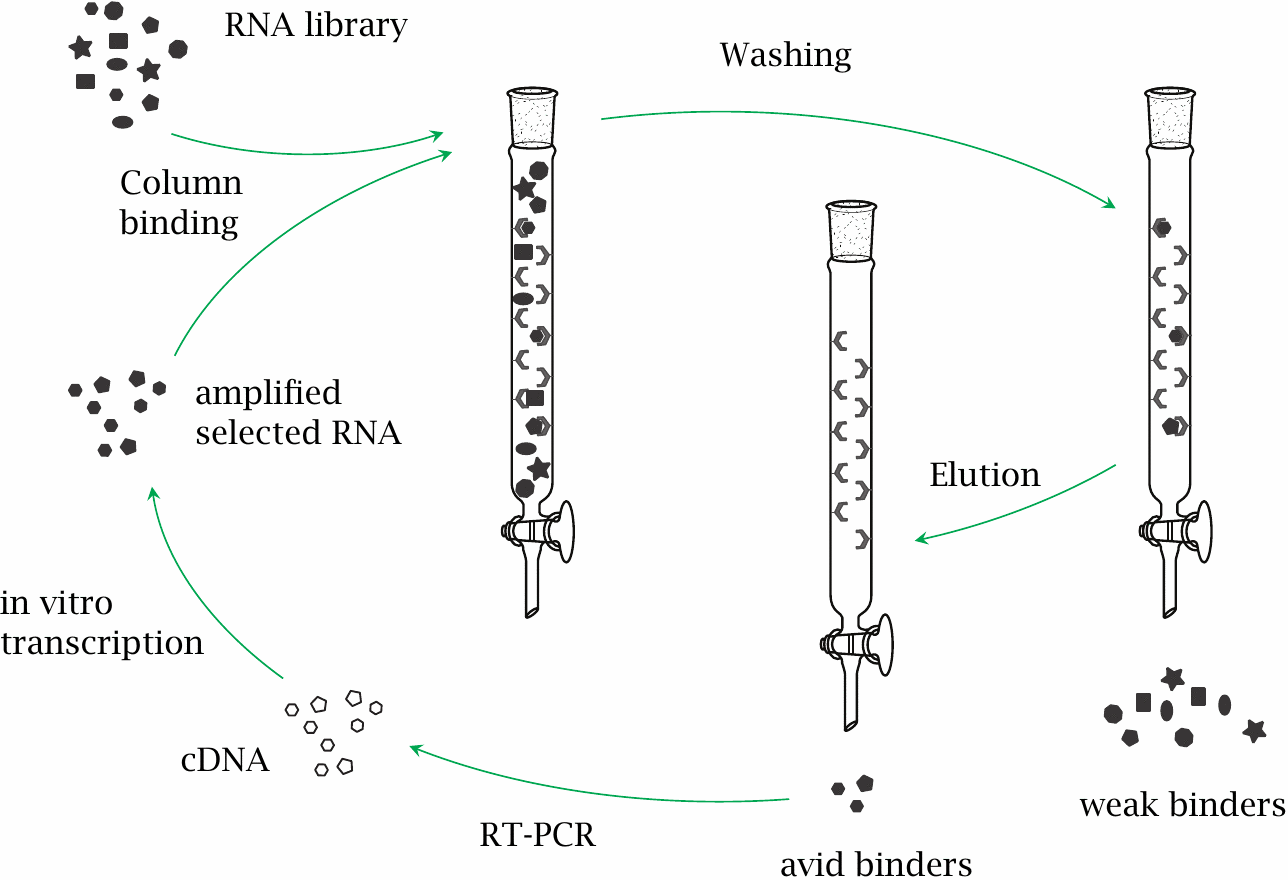 RNA library
Washing
Column
binding
amplified
selected RNA
Elution
in vitro
transcription
cDNA
RT-PCR
weak binders
avid binders